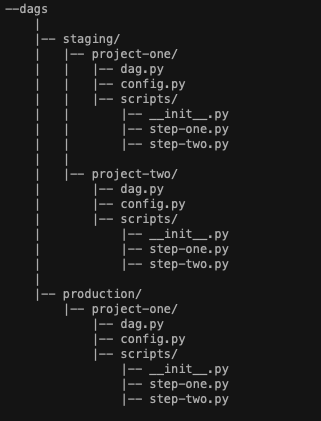 --dags
    |
    |-- staging/
    |   |-- project-one/
    |   |   |-- dag.py
    |   |   |-- config.py
    |   |   |-- scripts/
    |   |       |-- __init__.py
    |   |       |-- step-one.py
    |   |       |-- step-two.py
    |   |
    |   |-- project-two/
    |       |-- dag.py
    |       |-- config.py
    |       |-- scripts/
    |           |-- __init__.py
    |           |-- step-one.py
    |           |-- step-two.py
    |
    |-- production/
        |-- project-one/
            |-- dag.py
            |-- config.py
            |-- scripts/
                |-- __init__.py
                |-- step-one.py
                |-- step-two.py